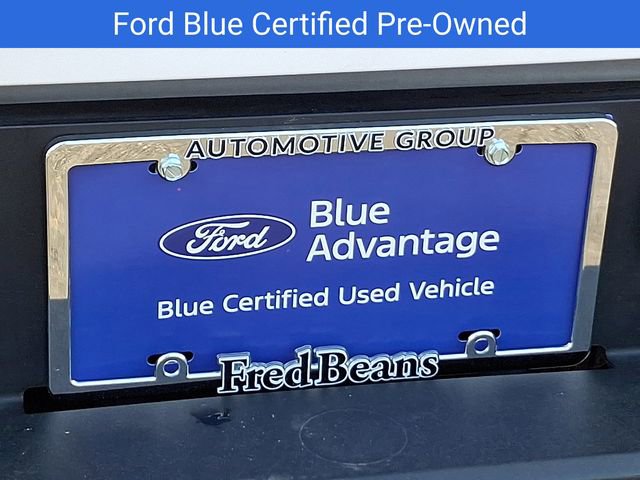 Ford Blue Certified Pre-Owned
AUTOMOTIVE GROUP
Ford
Blue
Advantage
Blue Certified Used Vehicle
Fred Beans